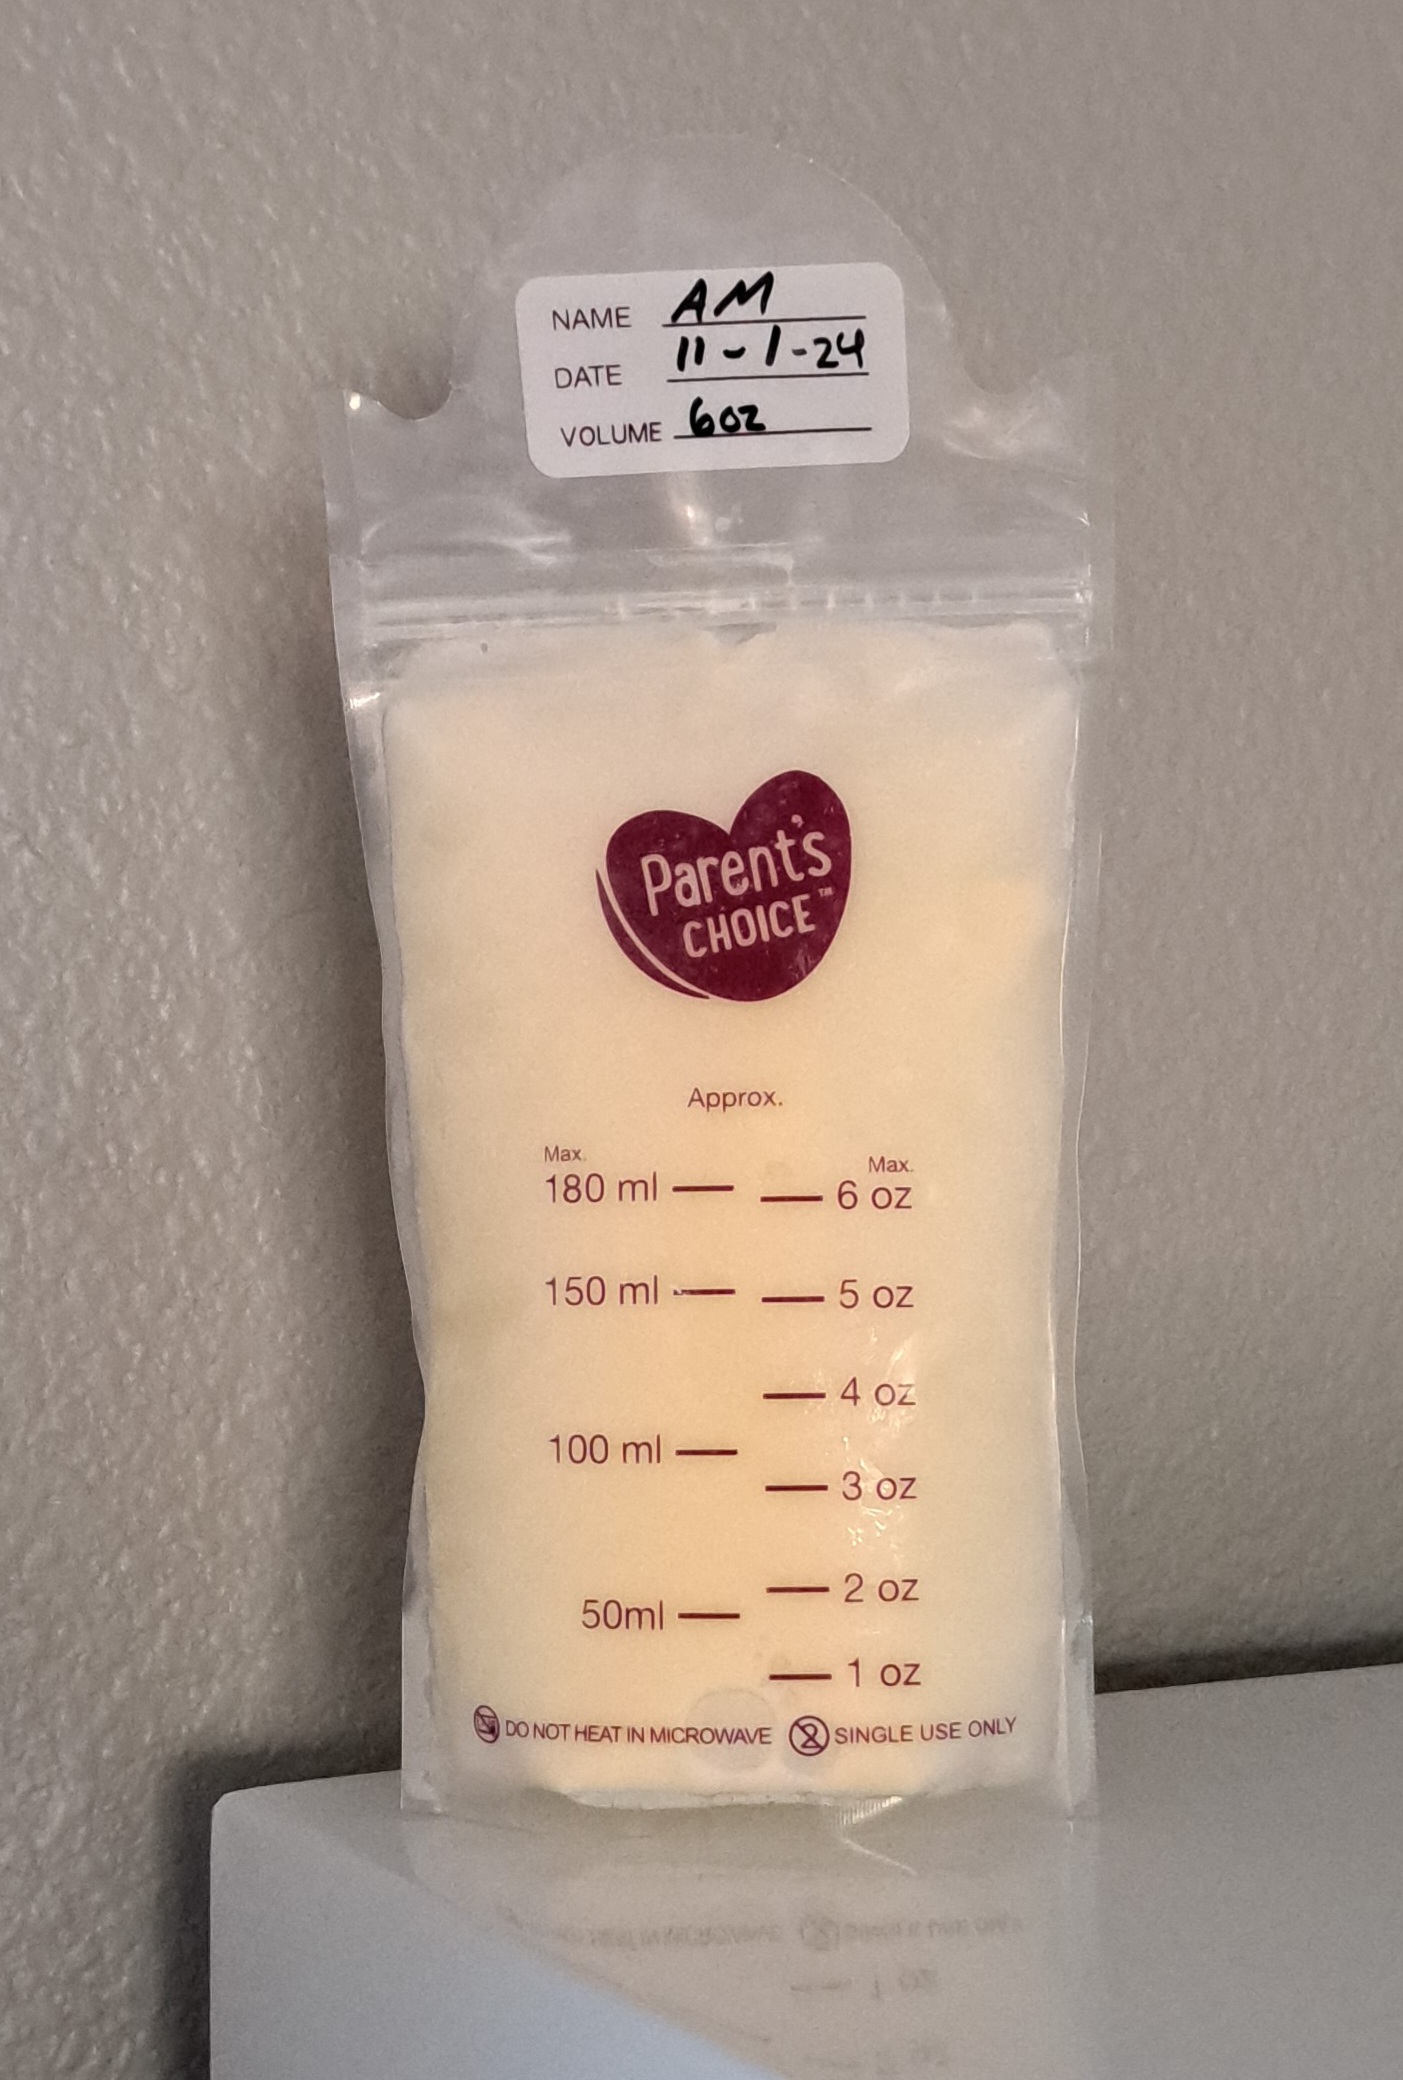 NAME AM
DATE 11-1-24
VOLUME 6oz
Parent's
CHOICE™
Approx.
Max. Max.
180 ml 6 oz
150 ml 5 oz
4 oz
100 ml
3 oz
2 oz
50ml
1 oz
DO NOT HEAT IN MICROWAVE SINGLE USE ONLY